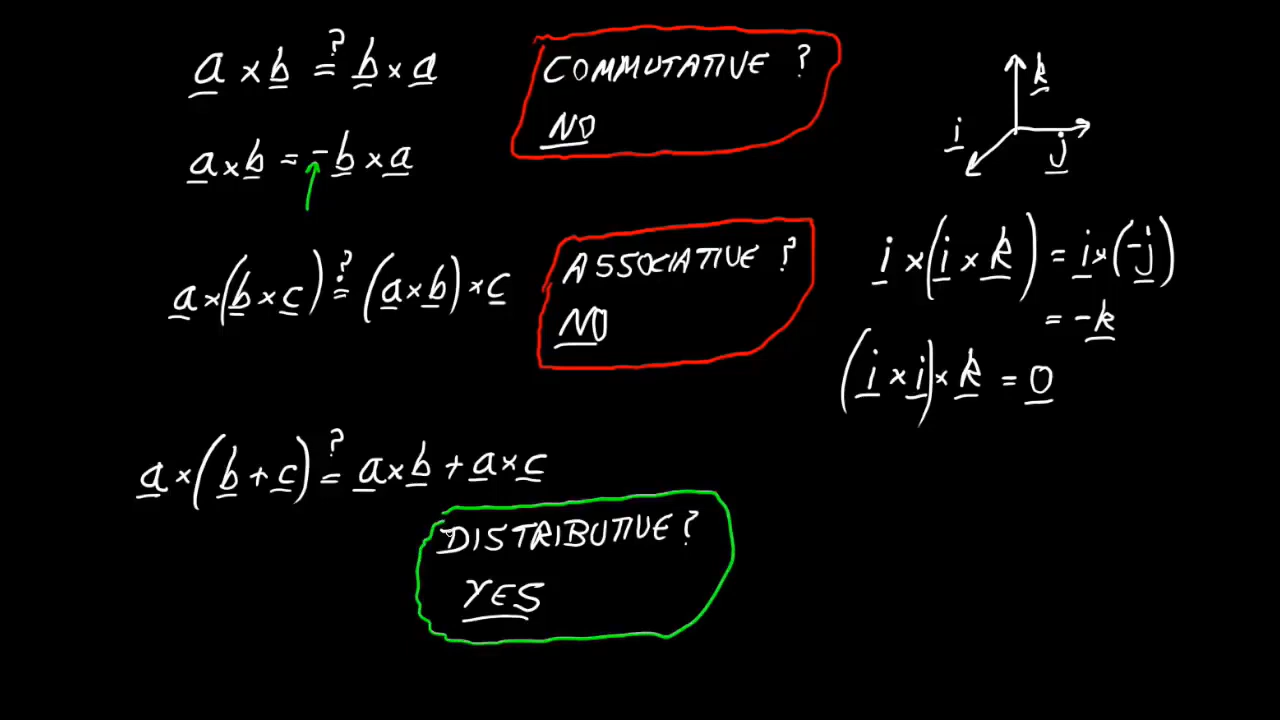 a × b ?= b × a
COMMUTATIVE ?
NO
a × b = -b × a
k
i
j
a × (b × c) ?= (a × b) × c
ASSOCIATIVE ?
NO
i × (i × k) = i × (-j)
= -k
(i × i) × k = 0
a × (b + c) ?= a × b + a × c
DISTRIBUTIVE ?
YES